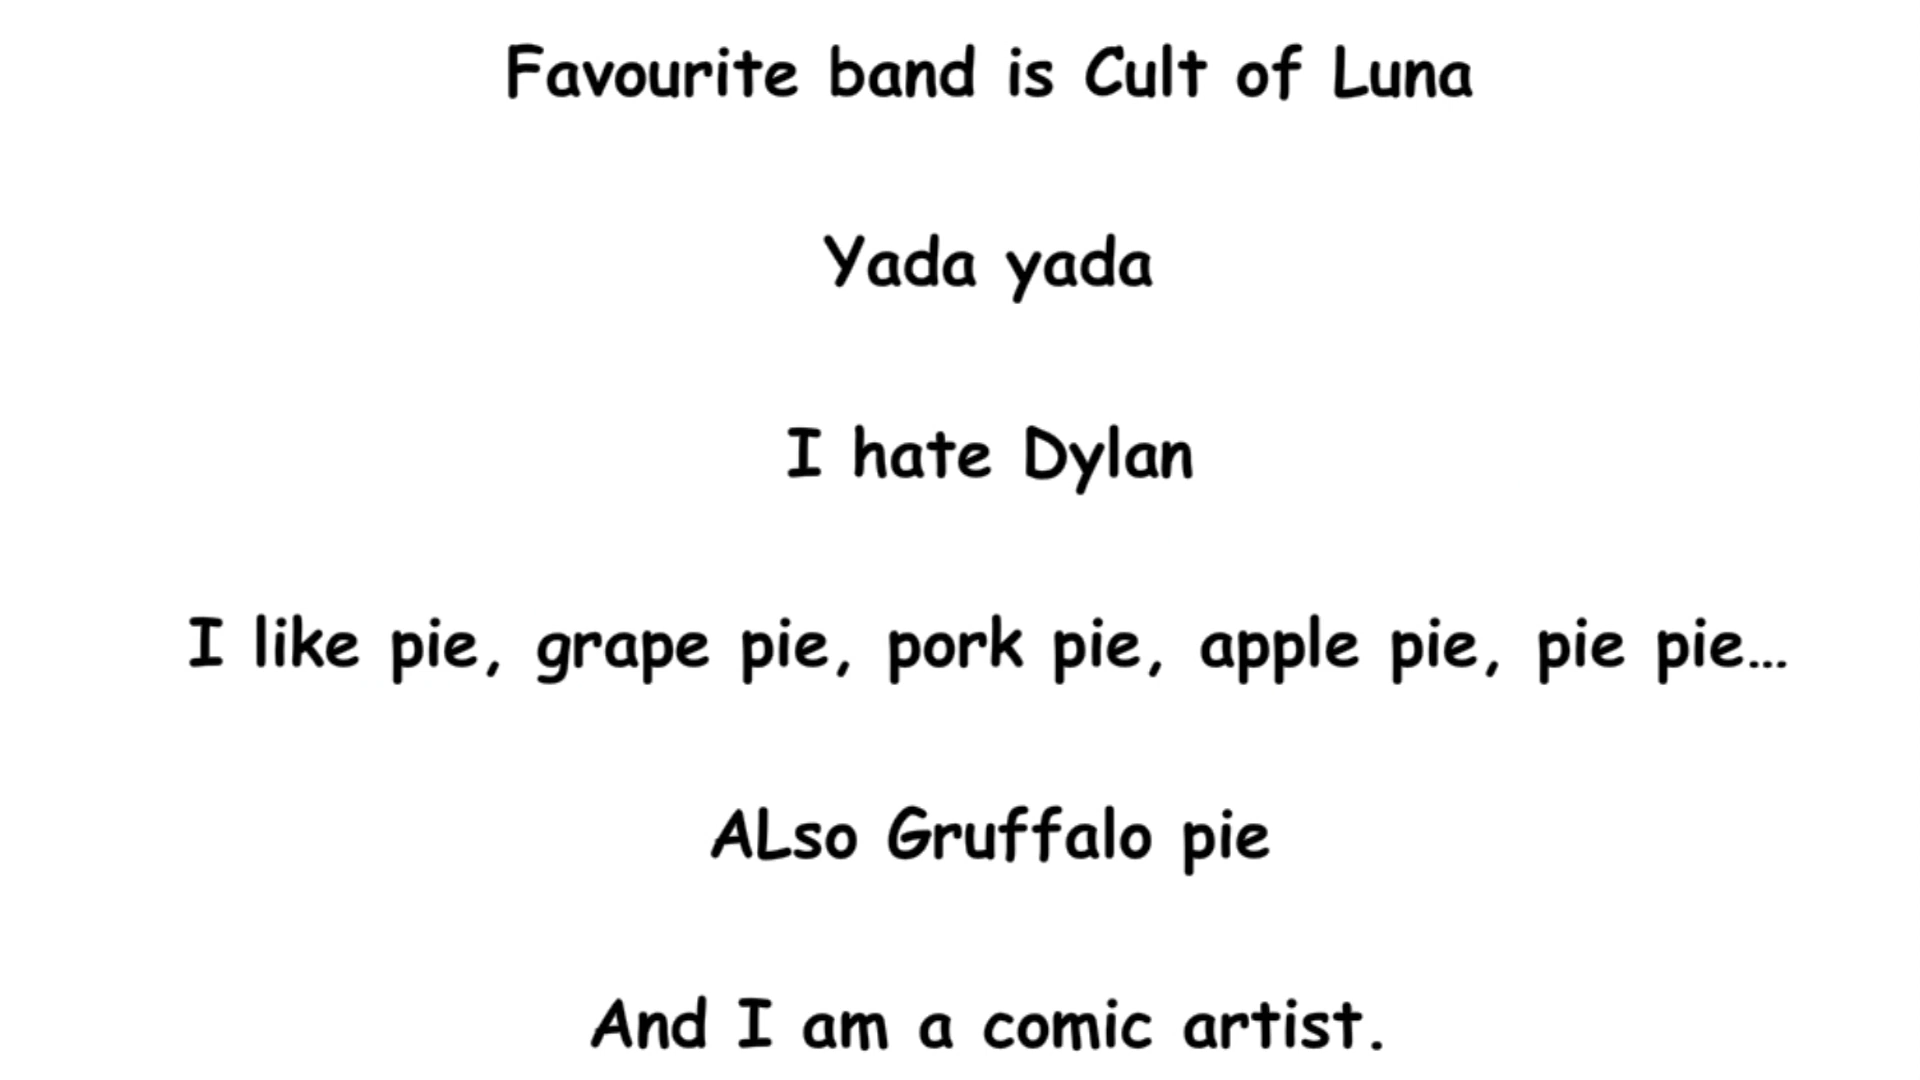 Favourite band is Cult of Luna
Yada yada
I hate Dylan
I like pie, grape pie, pork pie, apple pie, pie pie...
ALso Gruffalo pie
And I am a comic artist.